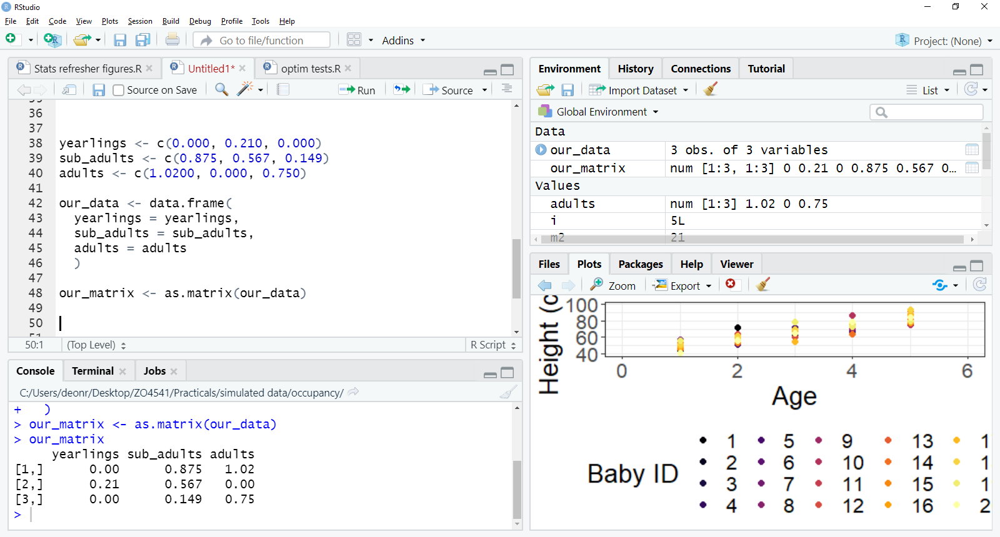 RStudio
File Edit Code View Plots Session Build Debug Profile Tools Help
Go to file/function Addins Project: (None)
Stats refresher figures.R Untitled1* optim tests.R
Source on Save Run Source
36
37
38 yearlings <- c(0.000, 0.210, 0.000)
39 sub_adults <- c(0.875, 0.567, 0.149)
40 adults <- c(1.0200, 0.000, 0.750)
41
42 our_data <- data.frame(
43 yearlings = yearlings,
44 sub_adults = sub_adults,
45 adults = adults
46 )
47
48 our_matrix <- as.matrix(our_data)
49
50
50:1 (Top Level) R Script
Console Terminal Jobs
C:/Users/deonr/Desktop/ZO4541/Practicals/simulated data/occupancy/
+ )
> our_matrix <- as.matrix(our_data)
> our_matrix
yearlings sub_adults adults
[1,] 0.00 0.875 1.02
[2,] 0.21 0.567 0.00
[3,] 0.00 0.149 0.75
>
Environment History Connections Tutorial
Import Dataset List
Global Environment
Data
our_data 3 obs. of 3 variables
our_matrix num [1:3, 1:3] 0 0.21 0 0.875 0.567 0...
Values
adults num [1:3] 1.02 0 0.75
i 5L
m2 21
Files Plots Packages Help Viewer
Zoom Export
Height (c
100
80
60
40
0 2 4 6
Age
Baby ID
1 5 9 13 1
2 6 10 14 1
3 7 11 15 1
4 8 12 16 2